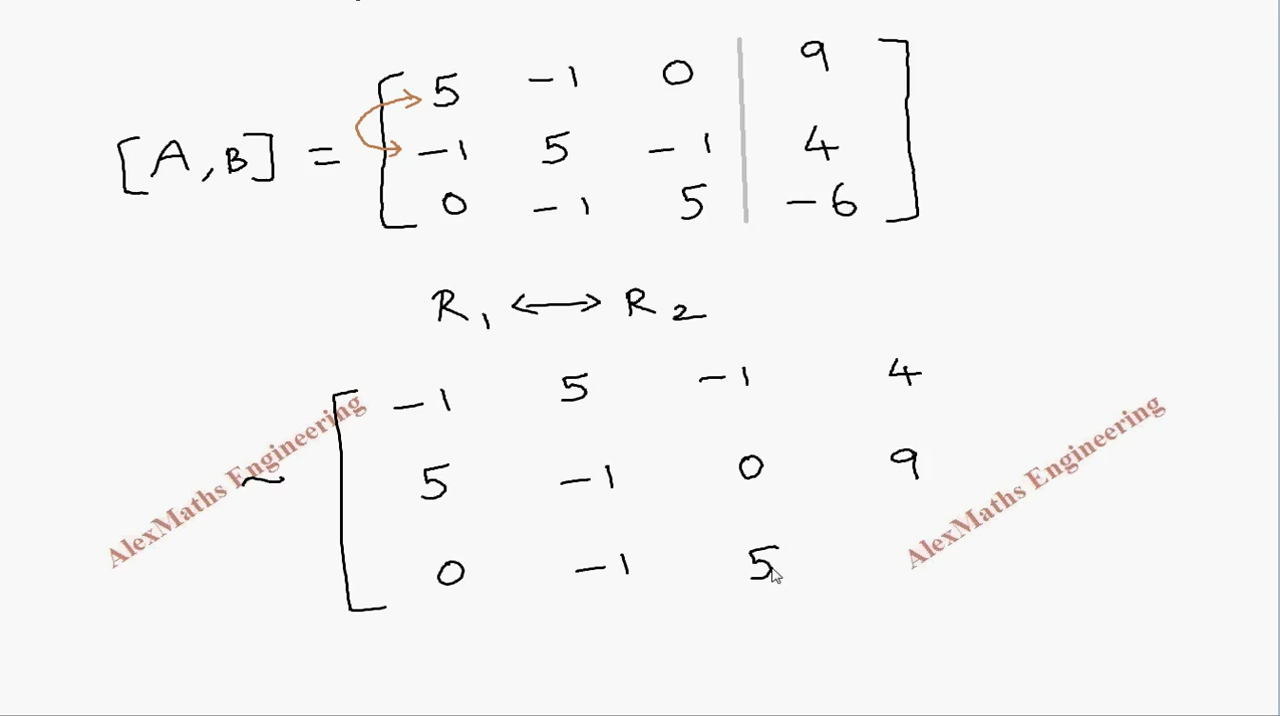 5 -1 0 9
[A,B] = -1 5 -1 4
0 -1 5 -6
R1 ⟷ R2
-1 5 -1 4
~ 5 -1 0 9
0 -1 5
AlexMaths Engineering
AlexMaths Engineering